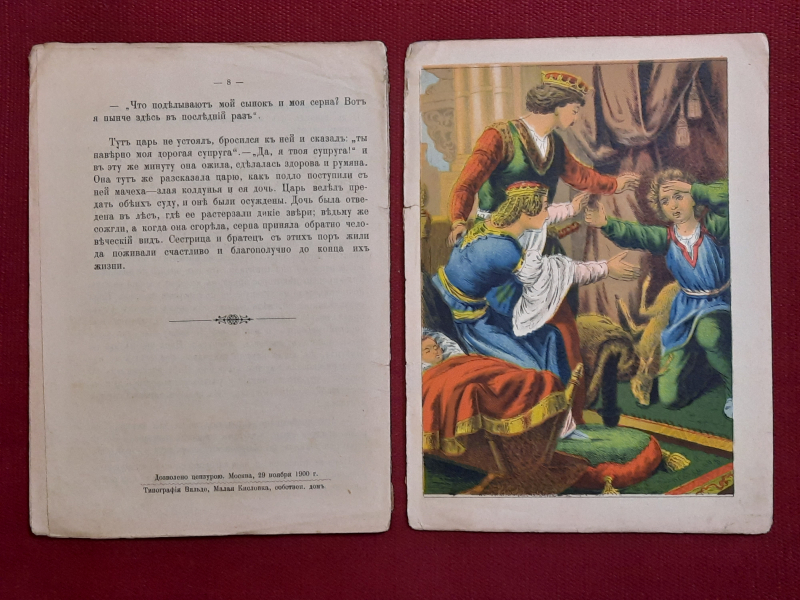 — 8 —
— „Что подѣлываютъ мой сынокъ и моя серна? Вотъ
я нынче здѣсь въ послѣдній разъ“.
Тутъ царь не устоялъ, бросился къ ней и сказалъ: „ты
навѣрно моя дорогая супруга“.—„Да, я твоя супруга!“ и
въ эту же минуту она ожила, сдѣлалась здорова и румяна.
Она тутъ же разсказала царю, какъ подло поступили съ
ней мачеха—злая колдунья и ея дочь. Царь велѣлъ пре-
дать обѣихъ суду, и онѣ были осуждены. Дочь была отве-
дена въ лѣсъ, гдѣ ее растерзали дикіе звѣри; вѣдьму же
сожгли, а когда она сгорѣла, серна приняла обратно чело-
вѣческій видъ. Сестрица и братецъ съ этихъ поръ жили
да поживали счастливо и благополучно до конца ихъ
жизни.
Дозволено цензурою. Москва, 29 ноября 1900 г.
Типографія Вильде, Малая Кисловка, собствен. домъ